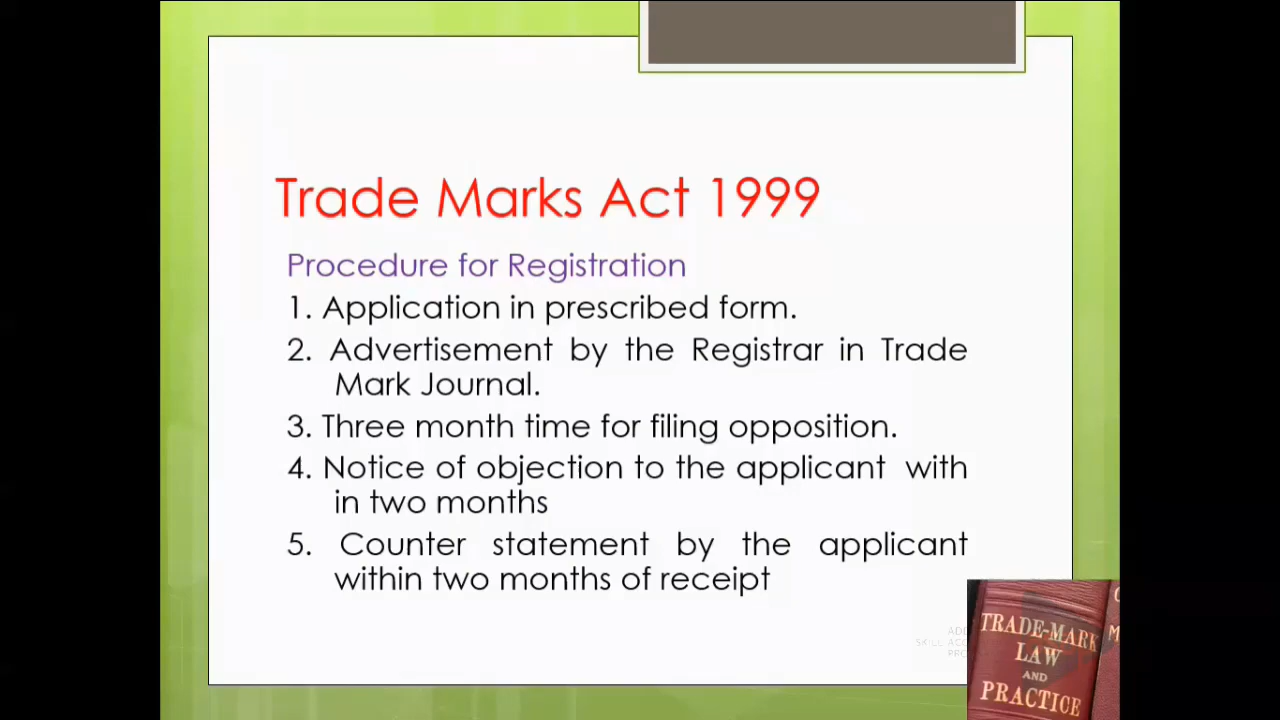 Trade Marks Act 1999
Procedure for Registration
1. Application in prescribed form.
2. Advertisement by the Registrar in Trade
Mark Journal.
3. Three month time for filing opposition.
4. Notice of objection to the applicant with
in two months
5. Counter statement by the applicant
within two months of receipt
ADD
SKILL
TRADE-MARK
LAW
AND
PRACTICE